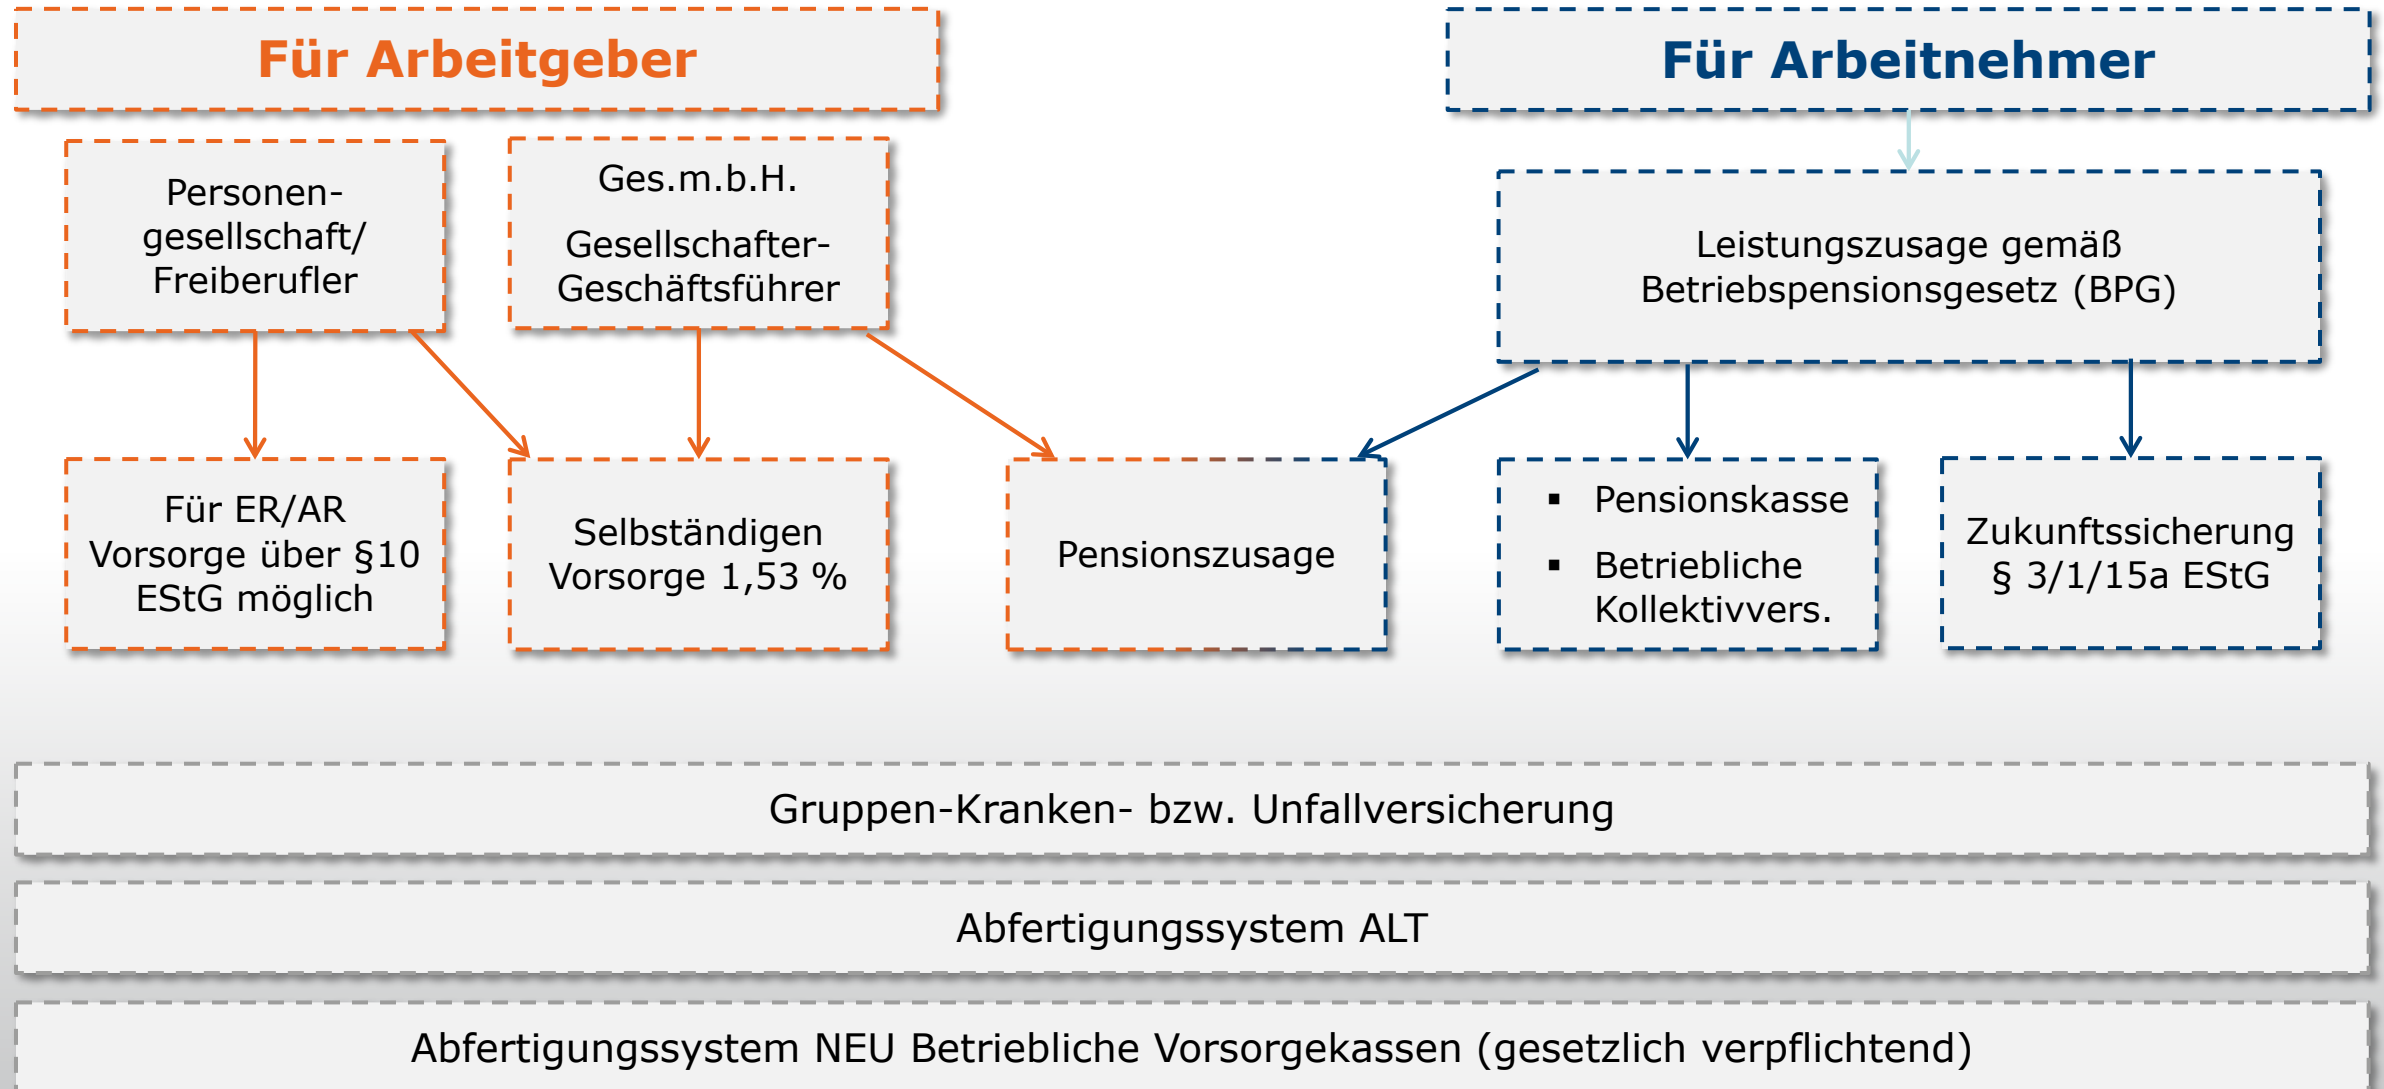 Für Arbeitgeber
Für Arbeitnehmer
Personen-
gesellschaft/
Freiberufler
Ges.m.b.H.
Gesellschafter-
Geschäftsführer
Leistungszusage gemäß
Betriebspensionsgesetz (BPG)
Für ER/AR
Vorsorge über §10
EStG möglich
Selbständigen
Vorsorge 1,53 %
Pensionszusage
▪ Pensionskasse
▪ Betriebliche
Kollektivvers.
Zukunftssicherung
§ 3/1/15a EStG
Gruppen-Kranken- bzw. Unfallversicherung
Abfertigungssystem ALT
Abfertigungssystem NEU Betriebliche Vorsorgekassen (gesetzlich verpflichtend)